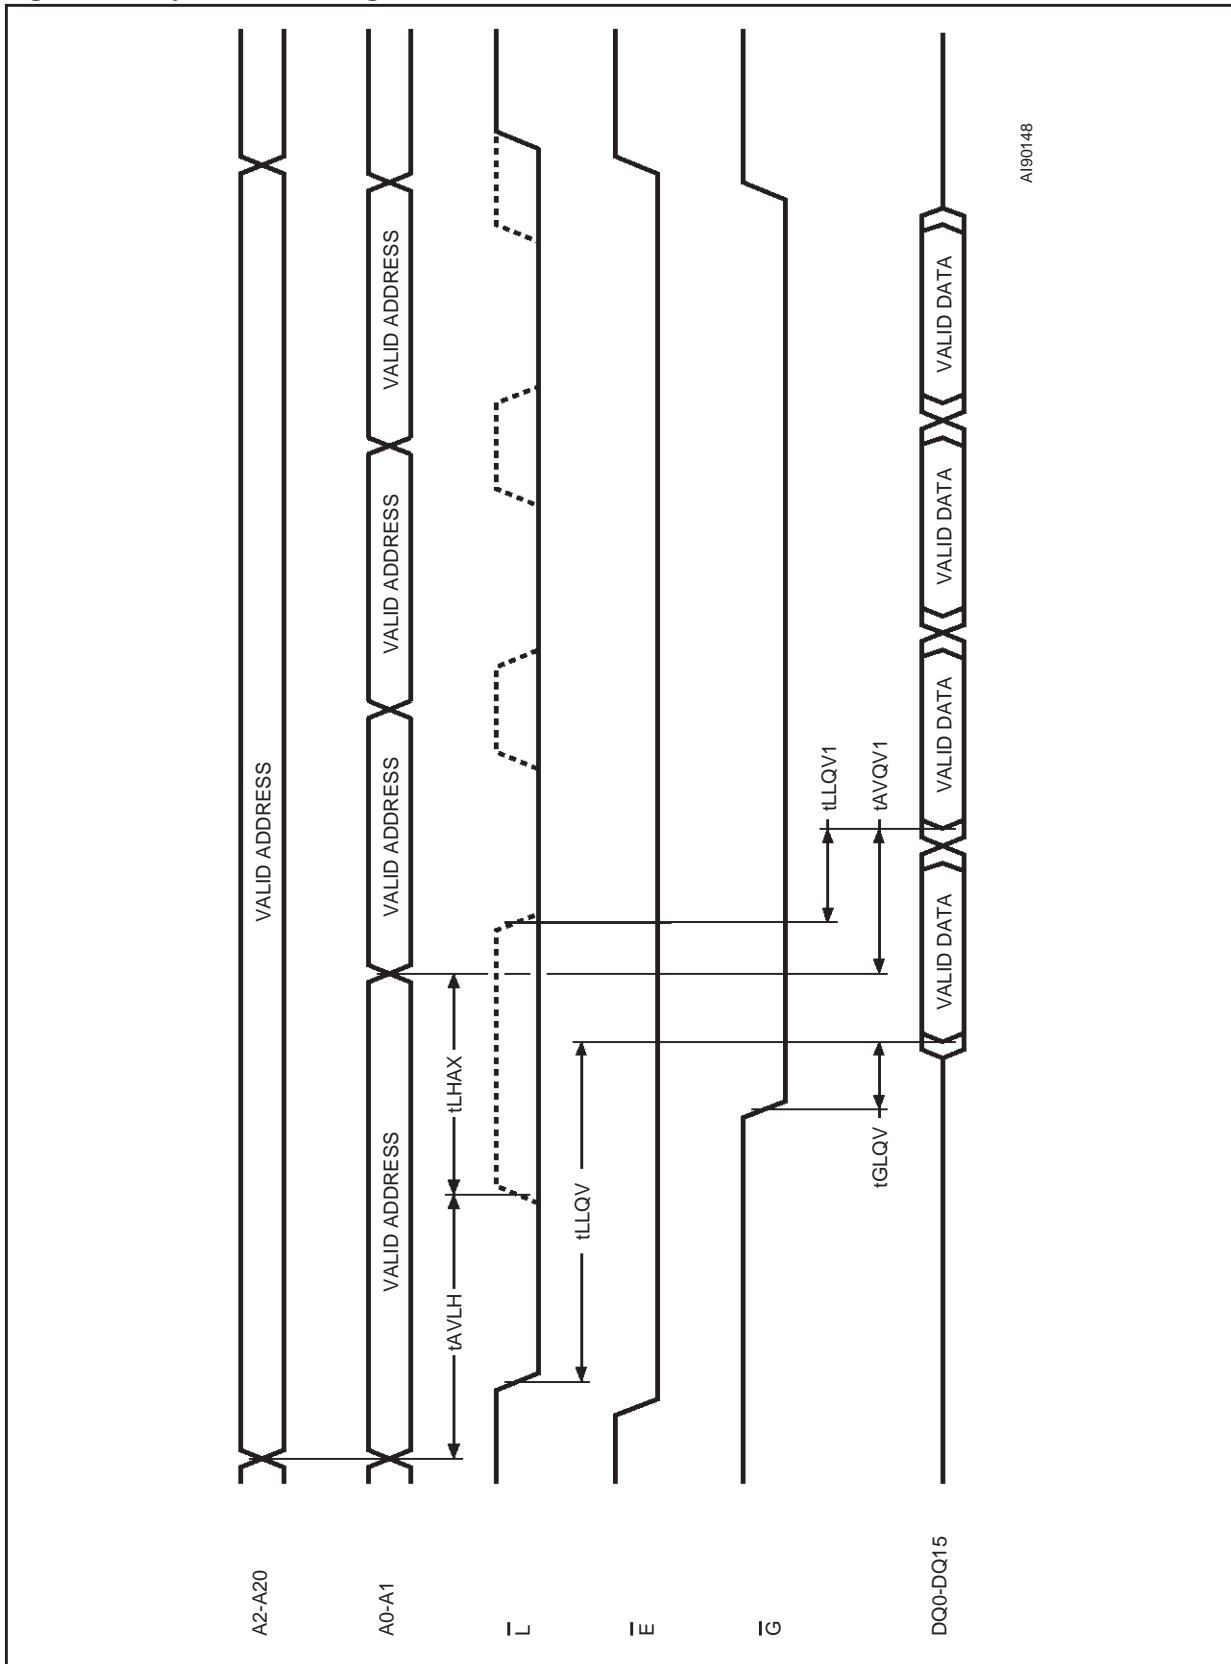 A2-A20
VALID ADDRESS
A0-A1
VALID ADDRESS
VALID ADDRESS
VALID ADDRESS
VALID ADDRESS
tAVLH
tLHAX
L
tLLQV
E
G
tLLQV1
tGLQV
tAVQV1
DQ0-DQ15
VALID DATA
VALID DATA
VALID DATA
VALID DATA
AI90148